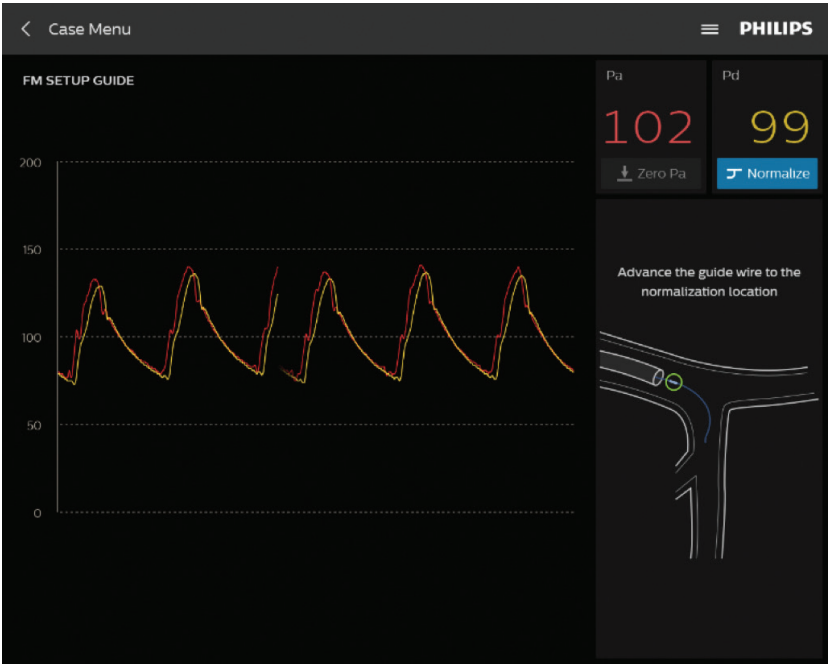 Case Menu
PHILIPS
FM SETUP GUIDE
Pa
Pd
102
99
Zero Pa
Normalize
200
150
100
50
0
Advance the guide wire to the
normalization location